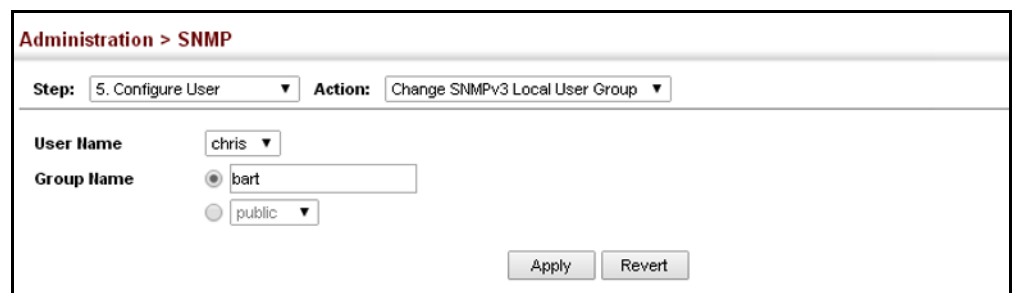 Administration > SNMP
Step: 5. Configure User Action: Change SNMPv3 Local User Group
User Name chris
Group Name bart
public
Apply Revert